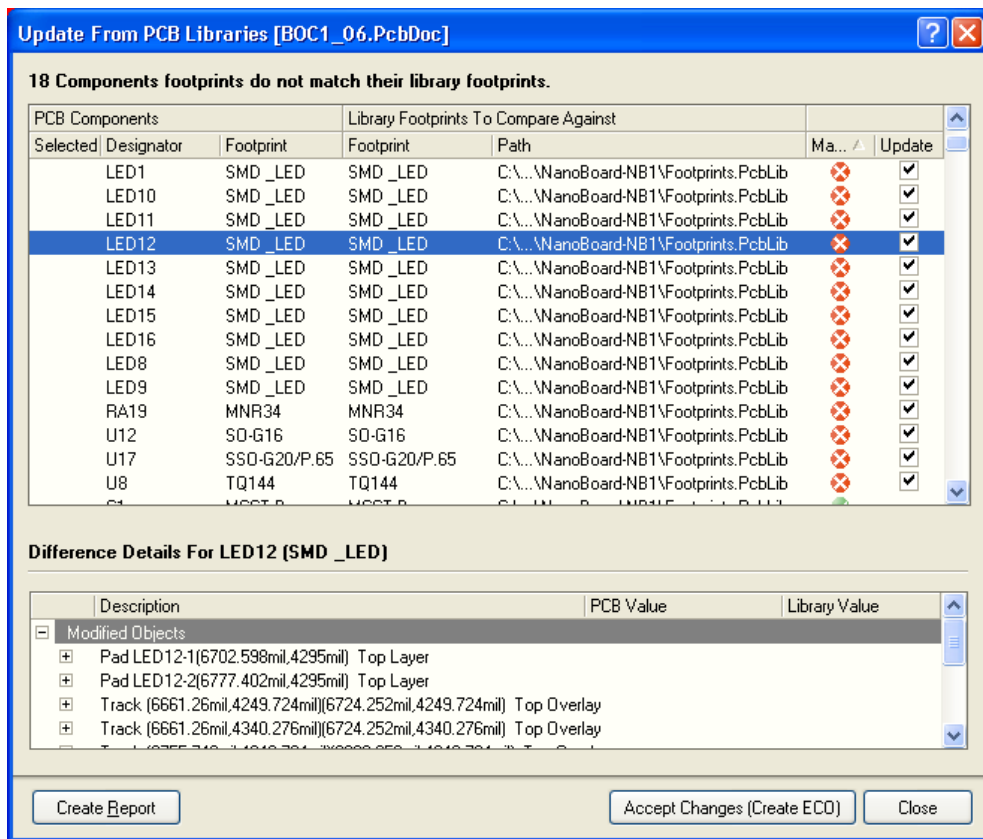 Update From PCB Libraries [BOC1_06.PcbDoc]
18 Components footprints do not match their library footprints.
PCB Components Library Footprints To Compare Against
Selected Designator Footprint Footprint Path Ma... Update
LED1 SMD _LED SMD _LED C:\...\NanoBoard-NB1\Footprints.PcbLib
LED10 SMD _LED SMD _LED C:\...\NanoBoard-NB1\Footprints.PcbLib
LED11 SMD _LED SMD _LED C:\...\NanoBoard-NB1\Footprints.PcbLib
LED12 SMD _LED SMD _LED C:\...\NanoBoard-NB1\Footprints.PcbLib
LED13 SMD _LED SMD _LED C:\...\NanoBoard-NB1\Footprints.PcbLib
LED14 SMD _LED SMD _LED C:\...\NanoBoard-NB1\Footprints.PcbLib
LED15 SMD _LED SMD _LED C:\...\NanoBoard-NB1\Footprints.PcbLib
LED16 SMD _LED SMD _LED C:\...\NanoBoard-NB1\Footprints.PcbLib
LED8 SMD _LED SMD _LED C:\...\NanoBoard-NB1\Footprints.PcbLib
LED9 SMD _LED SMD _LED C:\...\NanoBoard-NB1\Footprints.PcbLib
RA19 MNR34 MNR34 C:\...\NanoBoard-NB1\Footprints.PcbLib
U12 SO-G16 SO-G16 C:\...\NanoBoard-NB1\Footprints.PcbLib
U17 SSO-G20/P.65 SSO-G20/P.65 C:\...\NanoBoard-NB1\Footprints.PcbLib
U8 TQ144 TQ144 C:\...\NanoBoard-NB1\Footprints.PcbLib
Difference Details For LED12 (SMD _LED)
Description PCB Value Library Value
Modified Objects
Pad LED12-1(6702.598mil,4295mil) Top Layer
Pad LED12-2(6777.402mil,4295mil) Top Layer
Track (6661.26mil,4249.724mil)(6724.252mil,4249.724mil) Top Overlay
Track (6661.26mil,4340.276mil)(6724.252mil,4340.276mil) Top Overlay
Create Report Accept Changes (Create ECO) Close